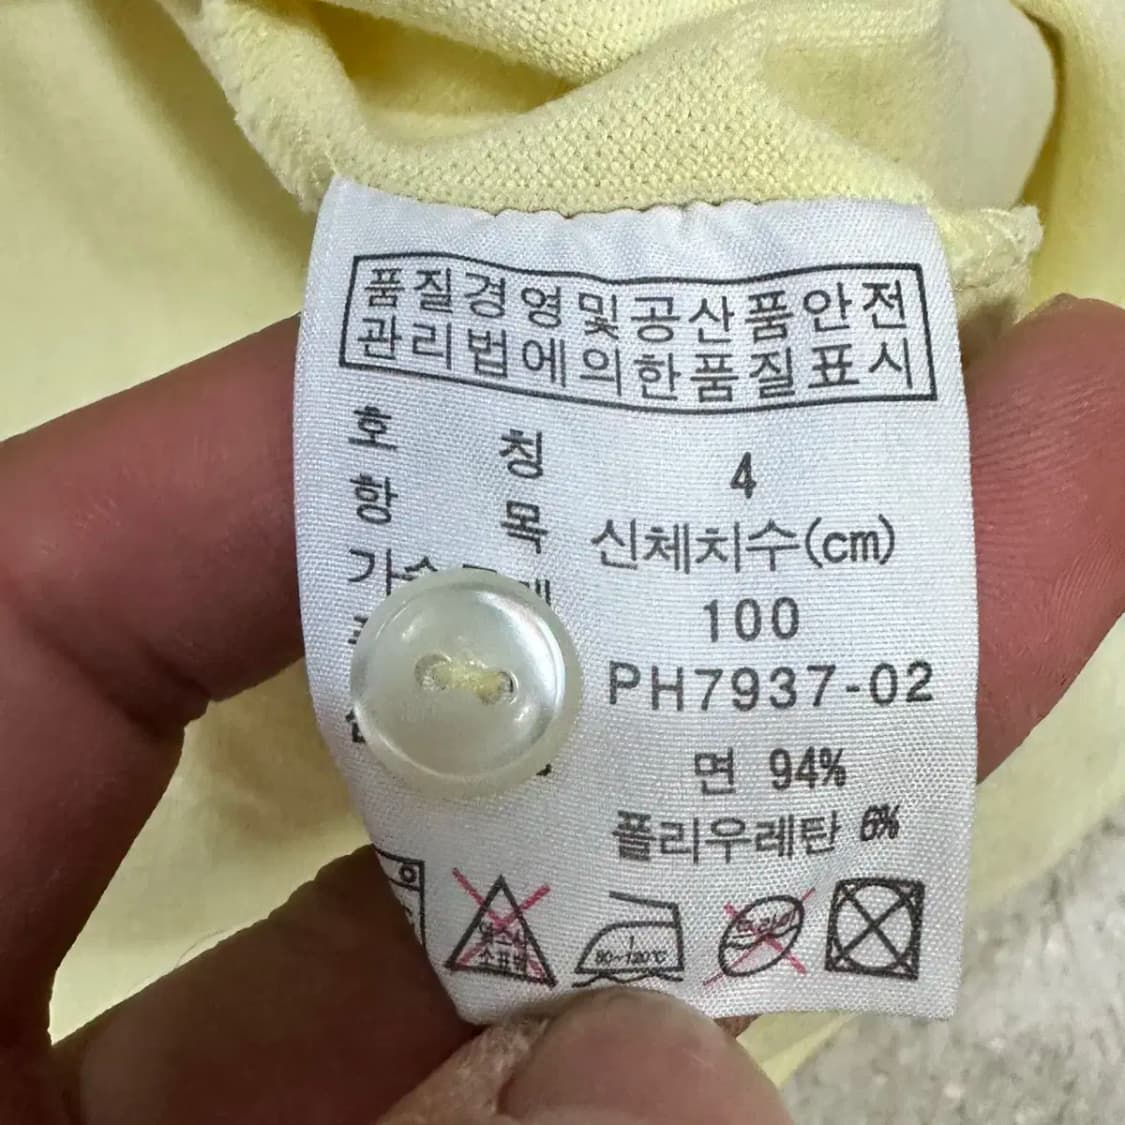 품질경영및공산품안전
관리법에의한품질표시
호 칭 4
항 목 신체치수(cm)
100
PH7937-02
면 94%
폴리우레탄 6%
80~120℃